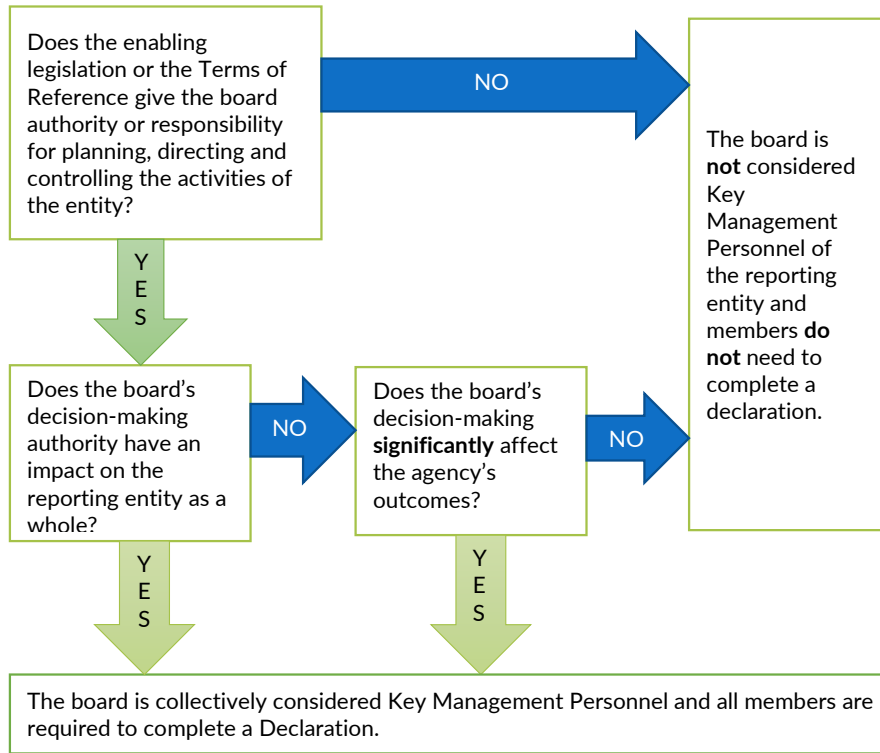 Does the enabling
legislation or the Terms of
Reference give the board
authority or responsibility
for planning, directing and
controlling the activities of
the entity?
NO
The board is
not considered
Key
Management
Personnel of
the reporting
entity and
members do
not need to
complete a
declaration.
Y
E
S
Does the board’s
decision-making
authority have an
impact on the
reporting entity as a
whole?
NO
Does the board’s
decision-making
significantly affect
the agency’s
outcomes?
NO
Y
E
S
Y
E
S
The board is collectively considered Key Management Personnel and all members are
required to complete a Declaration.